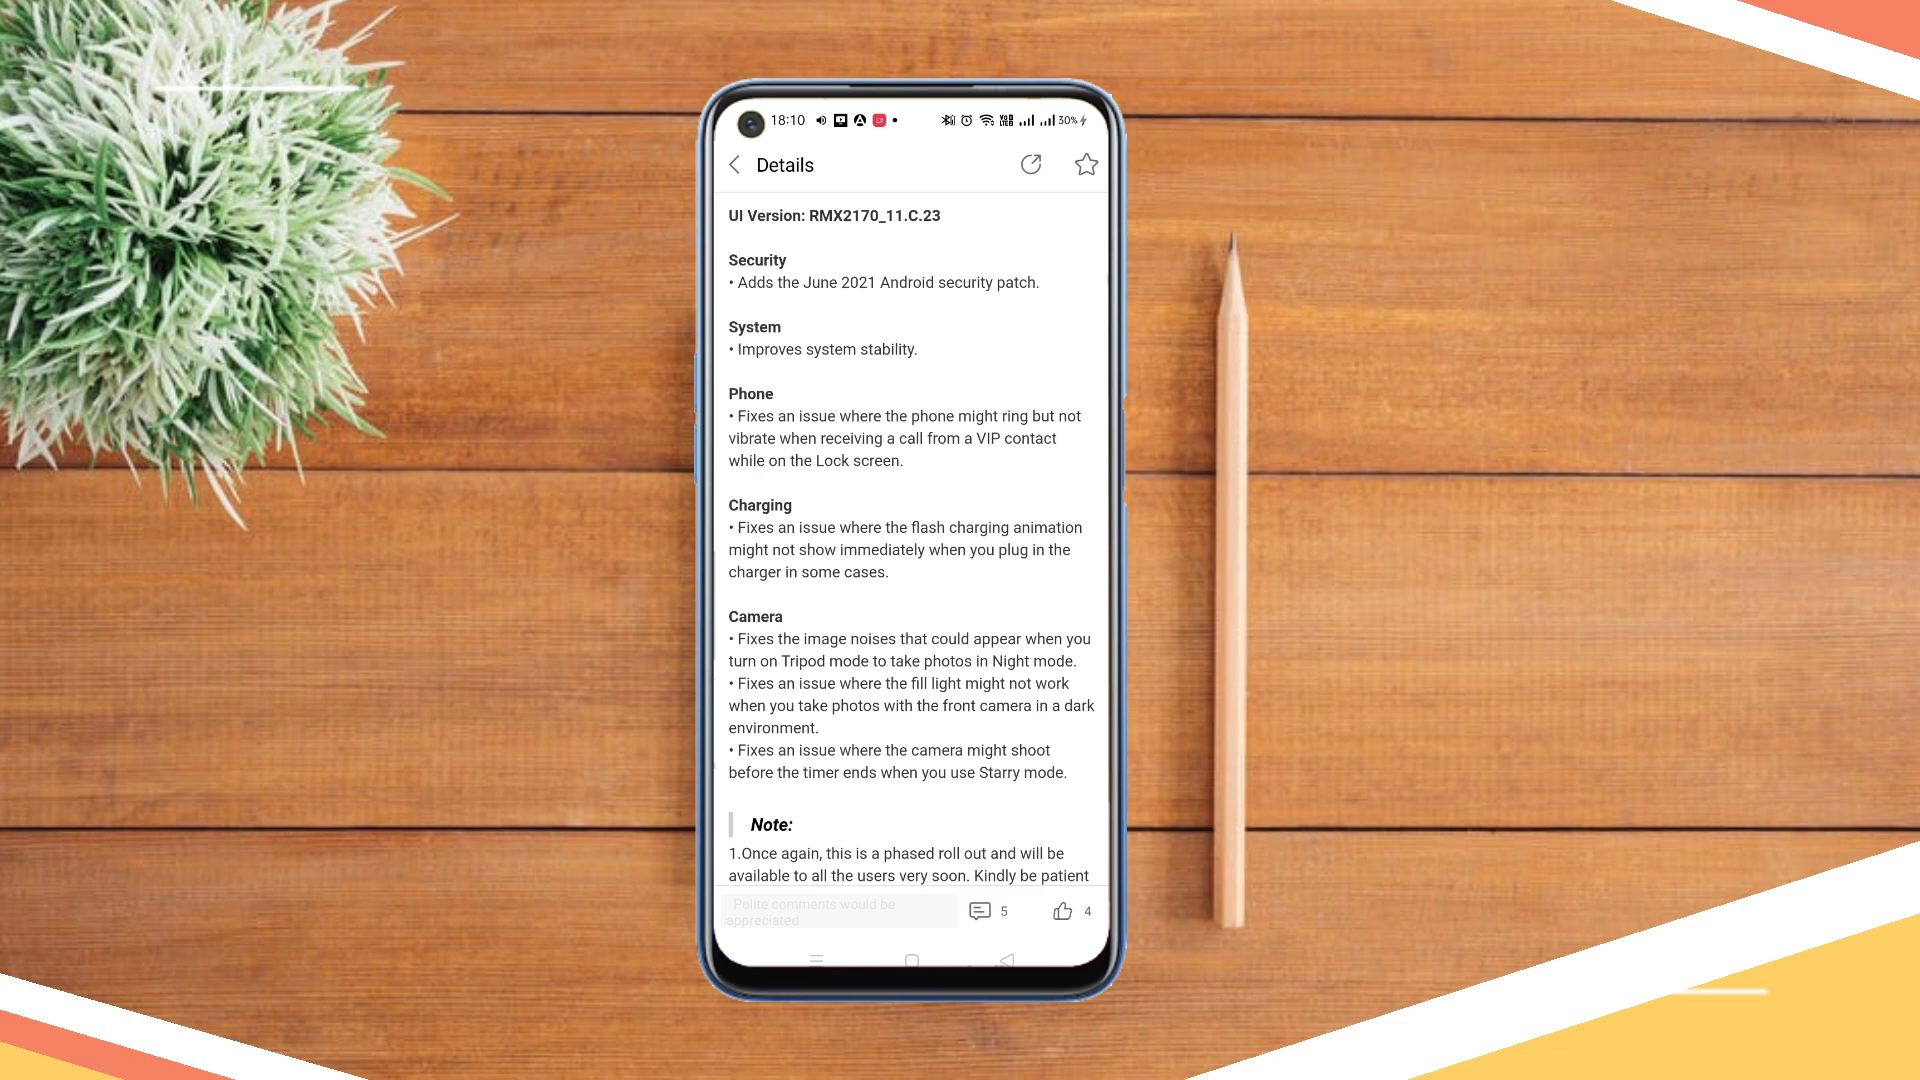 18:10
30%
Details
UI Version: RMX2170_11.C.23
Security
• Adds the June 2021 Android security patch.
System
• Improves system stability.
Phone
• Fixes an issue where the phone might ring but not
vibrate when receiving a call from a VIP contact
while on the Lock screen.
Charging
• Fixes an issue where the flash charging animation
might not show immediately when you plug in the
charger in some cases.
Camera
• Fixes the image noises that could appear when you
turn on Tripod mode to take photos in Night mode.
• Fixes an issue where the fill light might not work
when you take photos with the front camera in a dark
environment.
• Fixes an issue where the camera might shoot
before the timer ends when you use Starry mode.
Note:
1.Once again, this is a phased roll out and will be
available to all the users very soon. Kindly be patient
Polite comments would be
appreciated
5
4